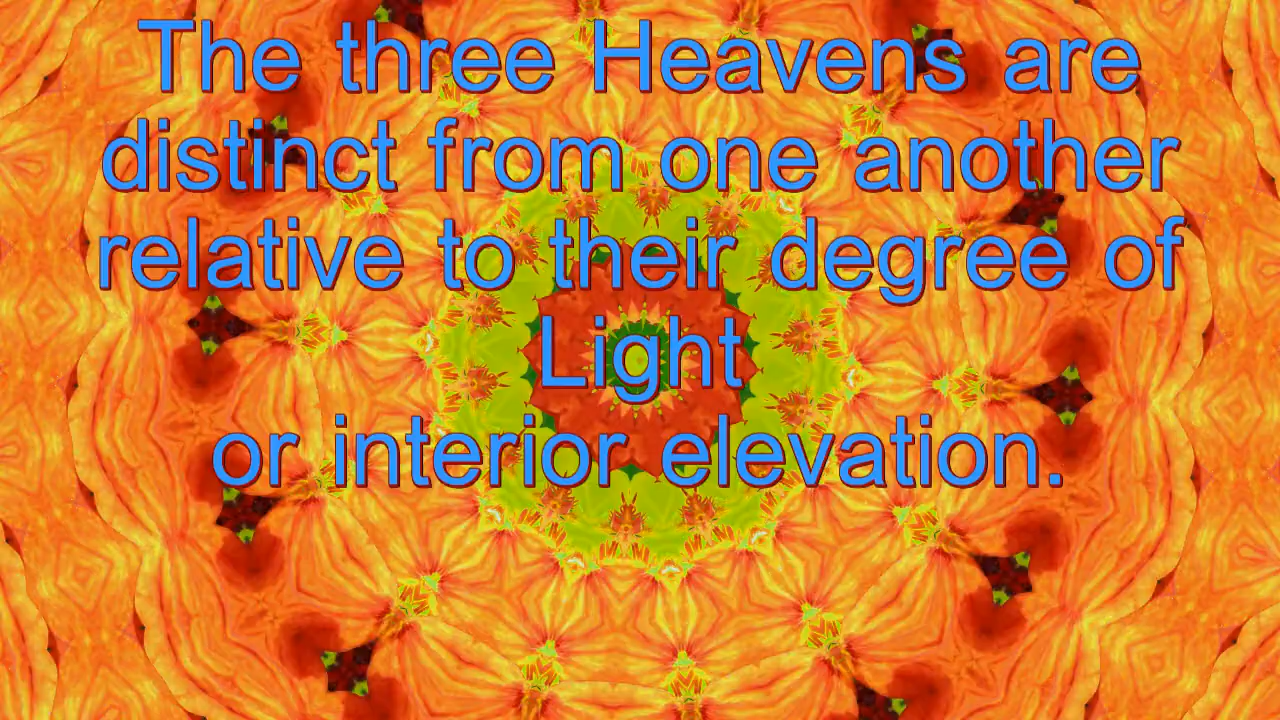 The three Heavens are
distinct from one another
relative to their degree of
Light
or interior elevation.